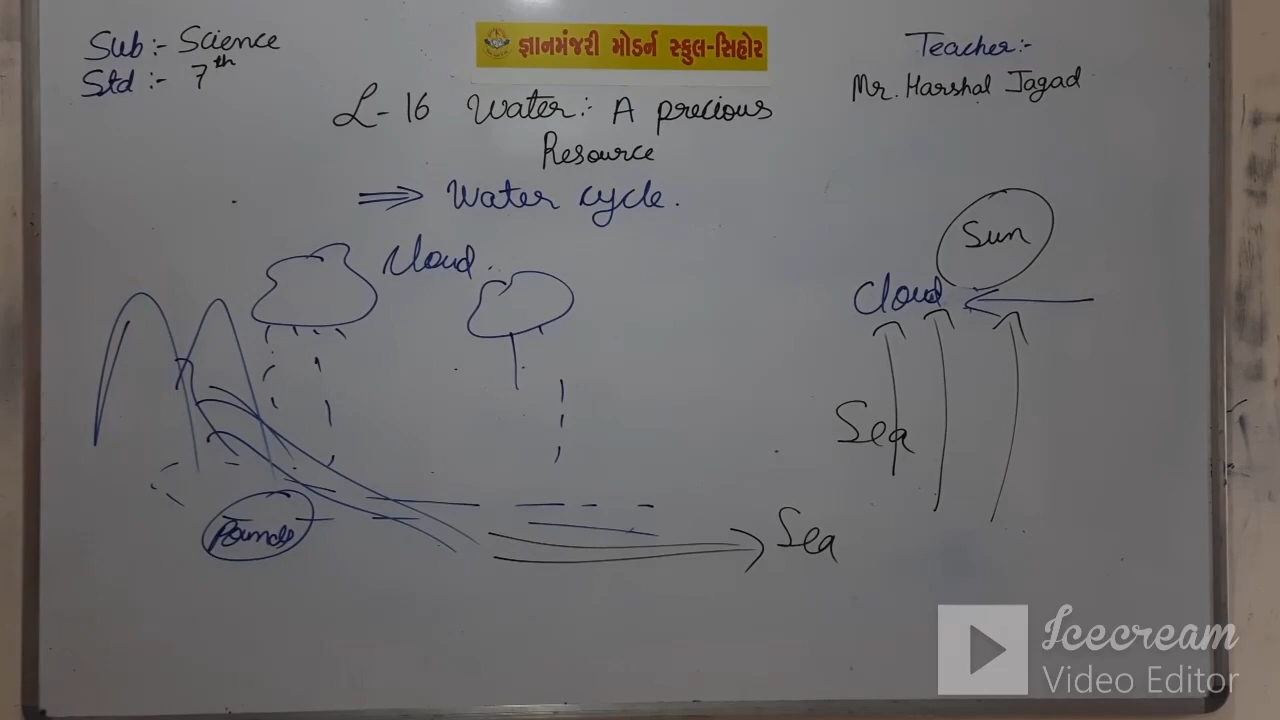 Sub:- Science
Std :- 7th
જ્ઞાનમંજરી મોડર્ન સ્કુલ-સિહોર
Teacher:-
Mr. Harshal Jagad
L-16 Water: A precious
Resource
⇒ Water cycle.
Cloud.
Sun
Cloud
Sea
Sea
Icecream
Video Editor